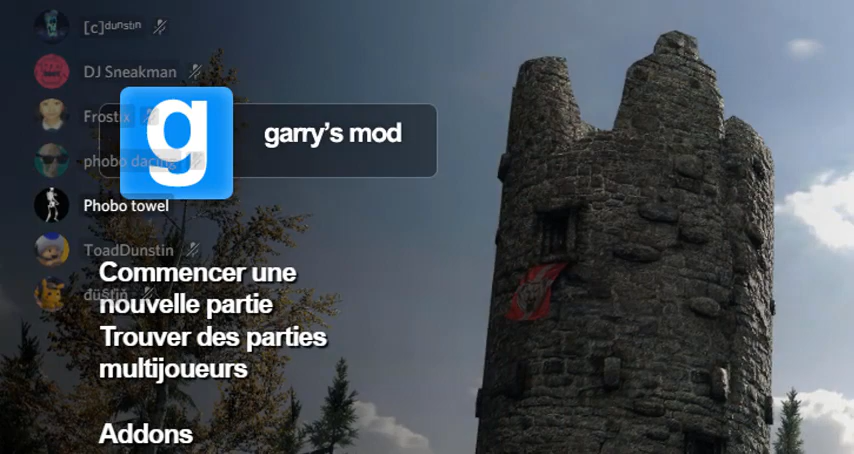 [c]ᵈᵘⁿˢᵗⁱⁿ
DJ Sneakman
Frostix
g
garry's mod
phobo dacing
Phobo towel
ToadDunstin
Commencer une
nouvelle partie
Trouver des parties
multijoueurs
Addons